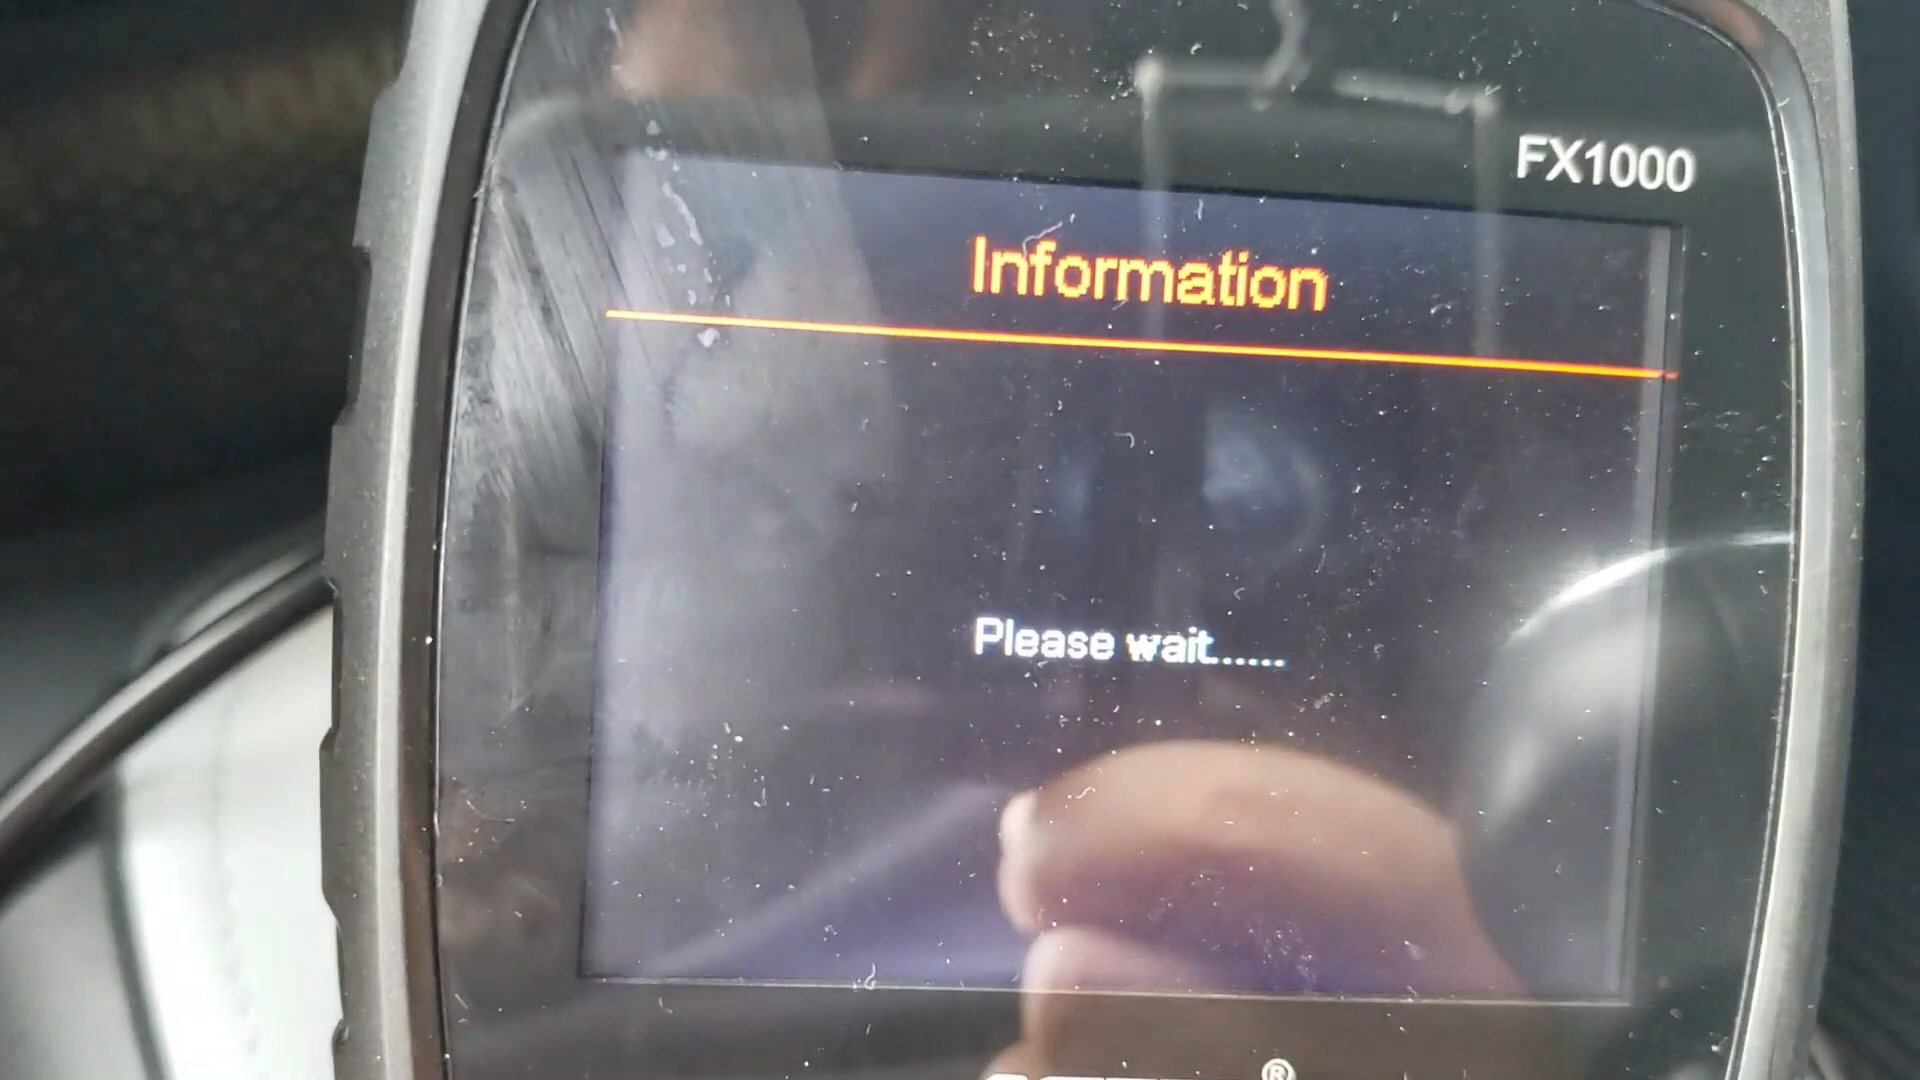 FX1000
Information
Please wait......
®